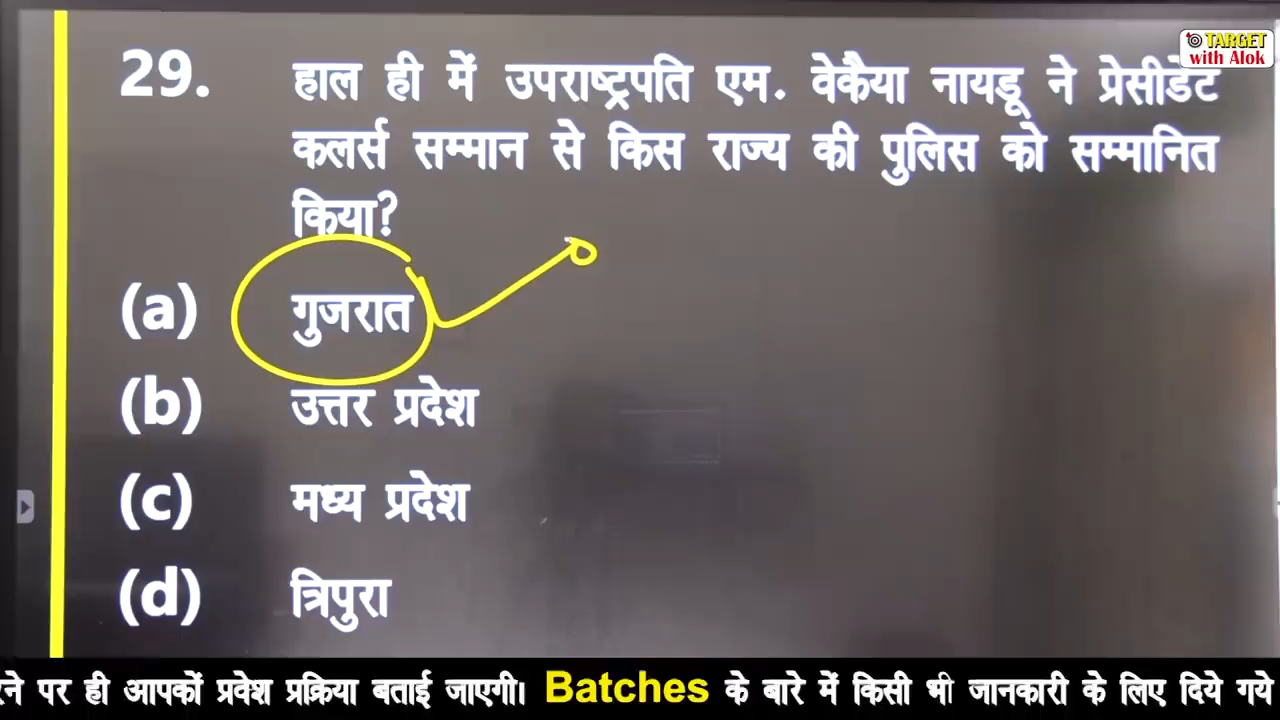 TARGET
with Alok
29. हाल ही में उपराष्ट्रपति एम. वेकैया नायडू ने प्रेसीडेंट
कलर्स सम्मान से किस राज्य की पुलिस को सम्मानित
किया?
(a) गुजरात
(b) उत्तर प्रदेश
(c) मध्य प्रदेश
(d) त्रिपुरा
पर ही आपकों प्रवेश प्रक्रिया बताई जाएगी। Batches के बारे में किसी भी जानकारी के लिए दिये गये